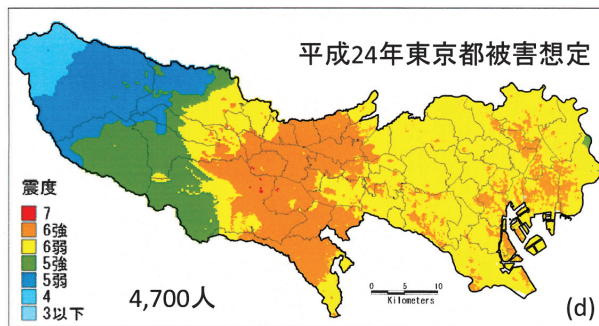 平成24年東京都被害想定
震度
7
6強
6弱
5強
5弱
4
3以下
4,700人
0 5 10
Kilometers
(d)